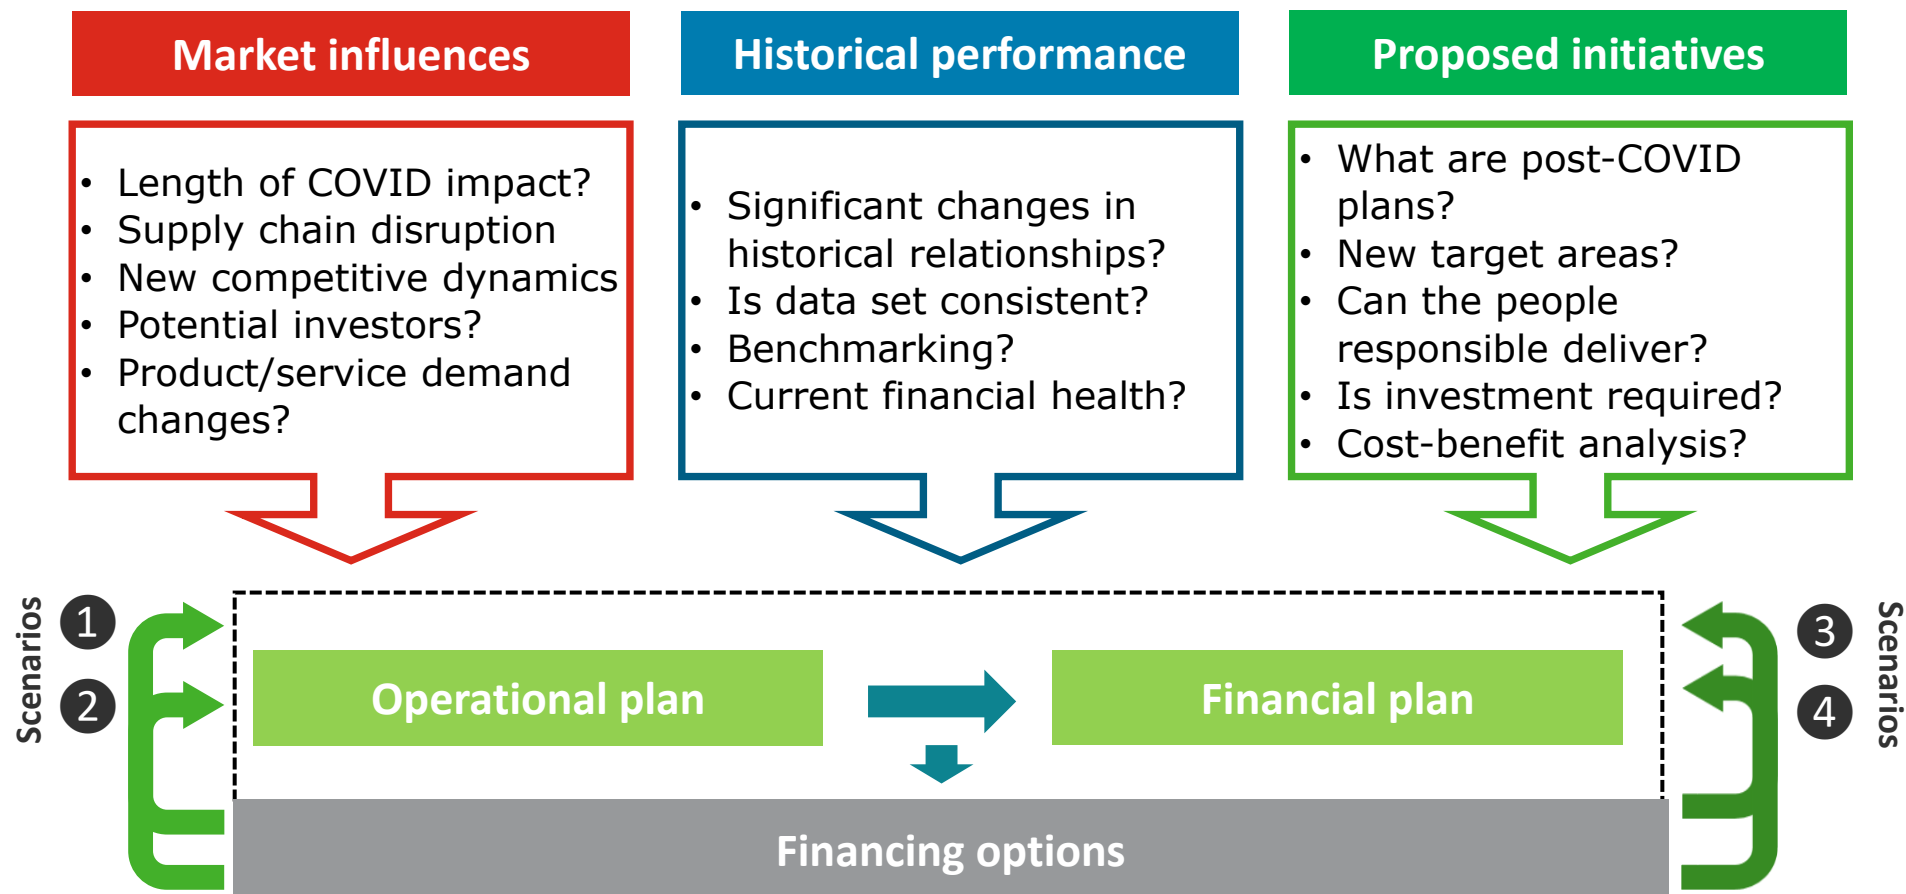 Market influences
• Length of COVID impact?
• Supply chain disruption
• New competitive dynamics
• Potential investors?
• Product/service demand
changes?
Historical performance
• Significant changes in
historical relationships?
• Is data set consistent?
• Benchmarking?
• Current financial health?
Proposed initiatives
• What are post-COVID
plans?
• New target areas?
• Can the people
responsible deliver?
• Is investment required?
• Cost-benefit analysis?
Scenarios
1
2
Operational plan
Financial plan
3
4
Scenarios
Financing options